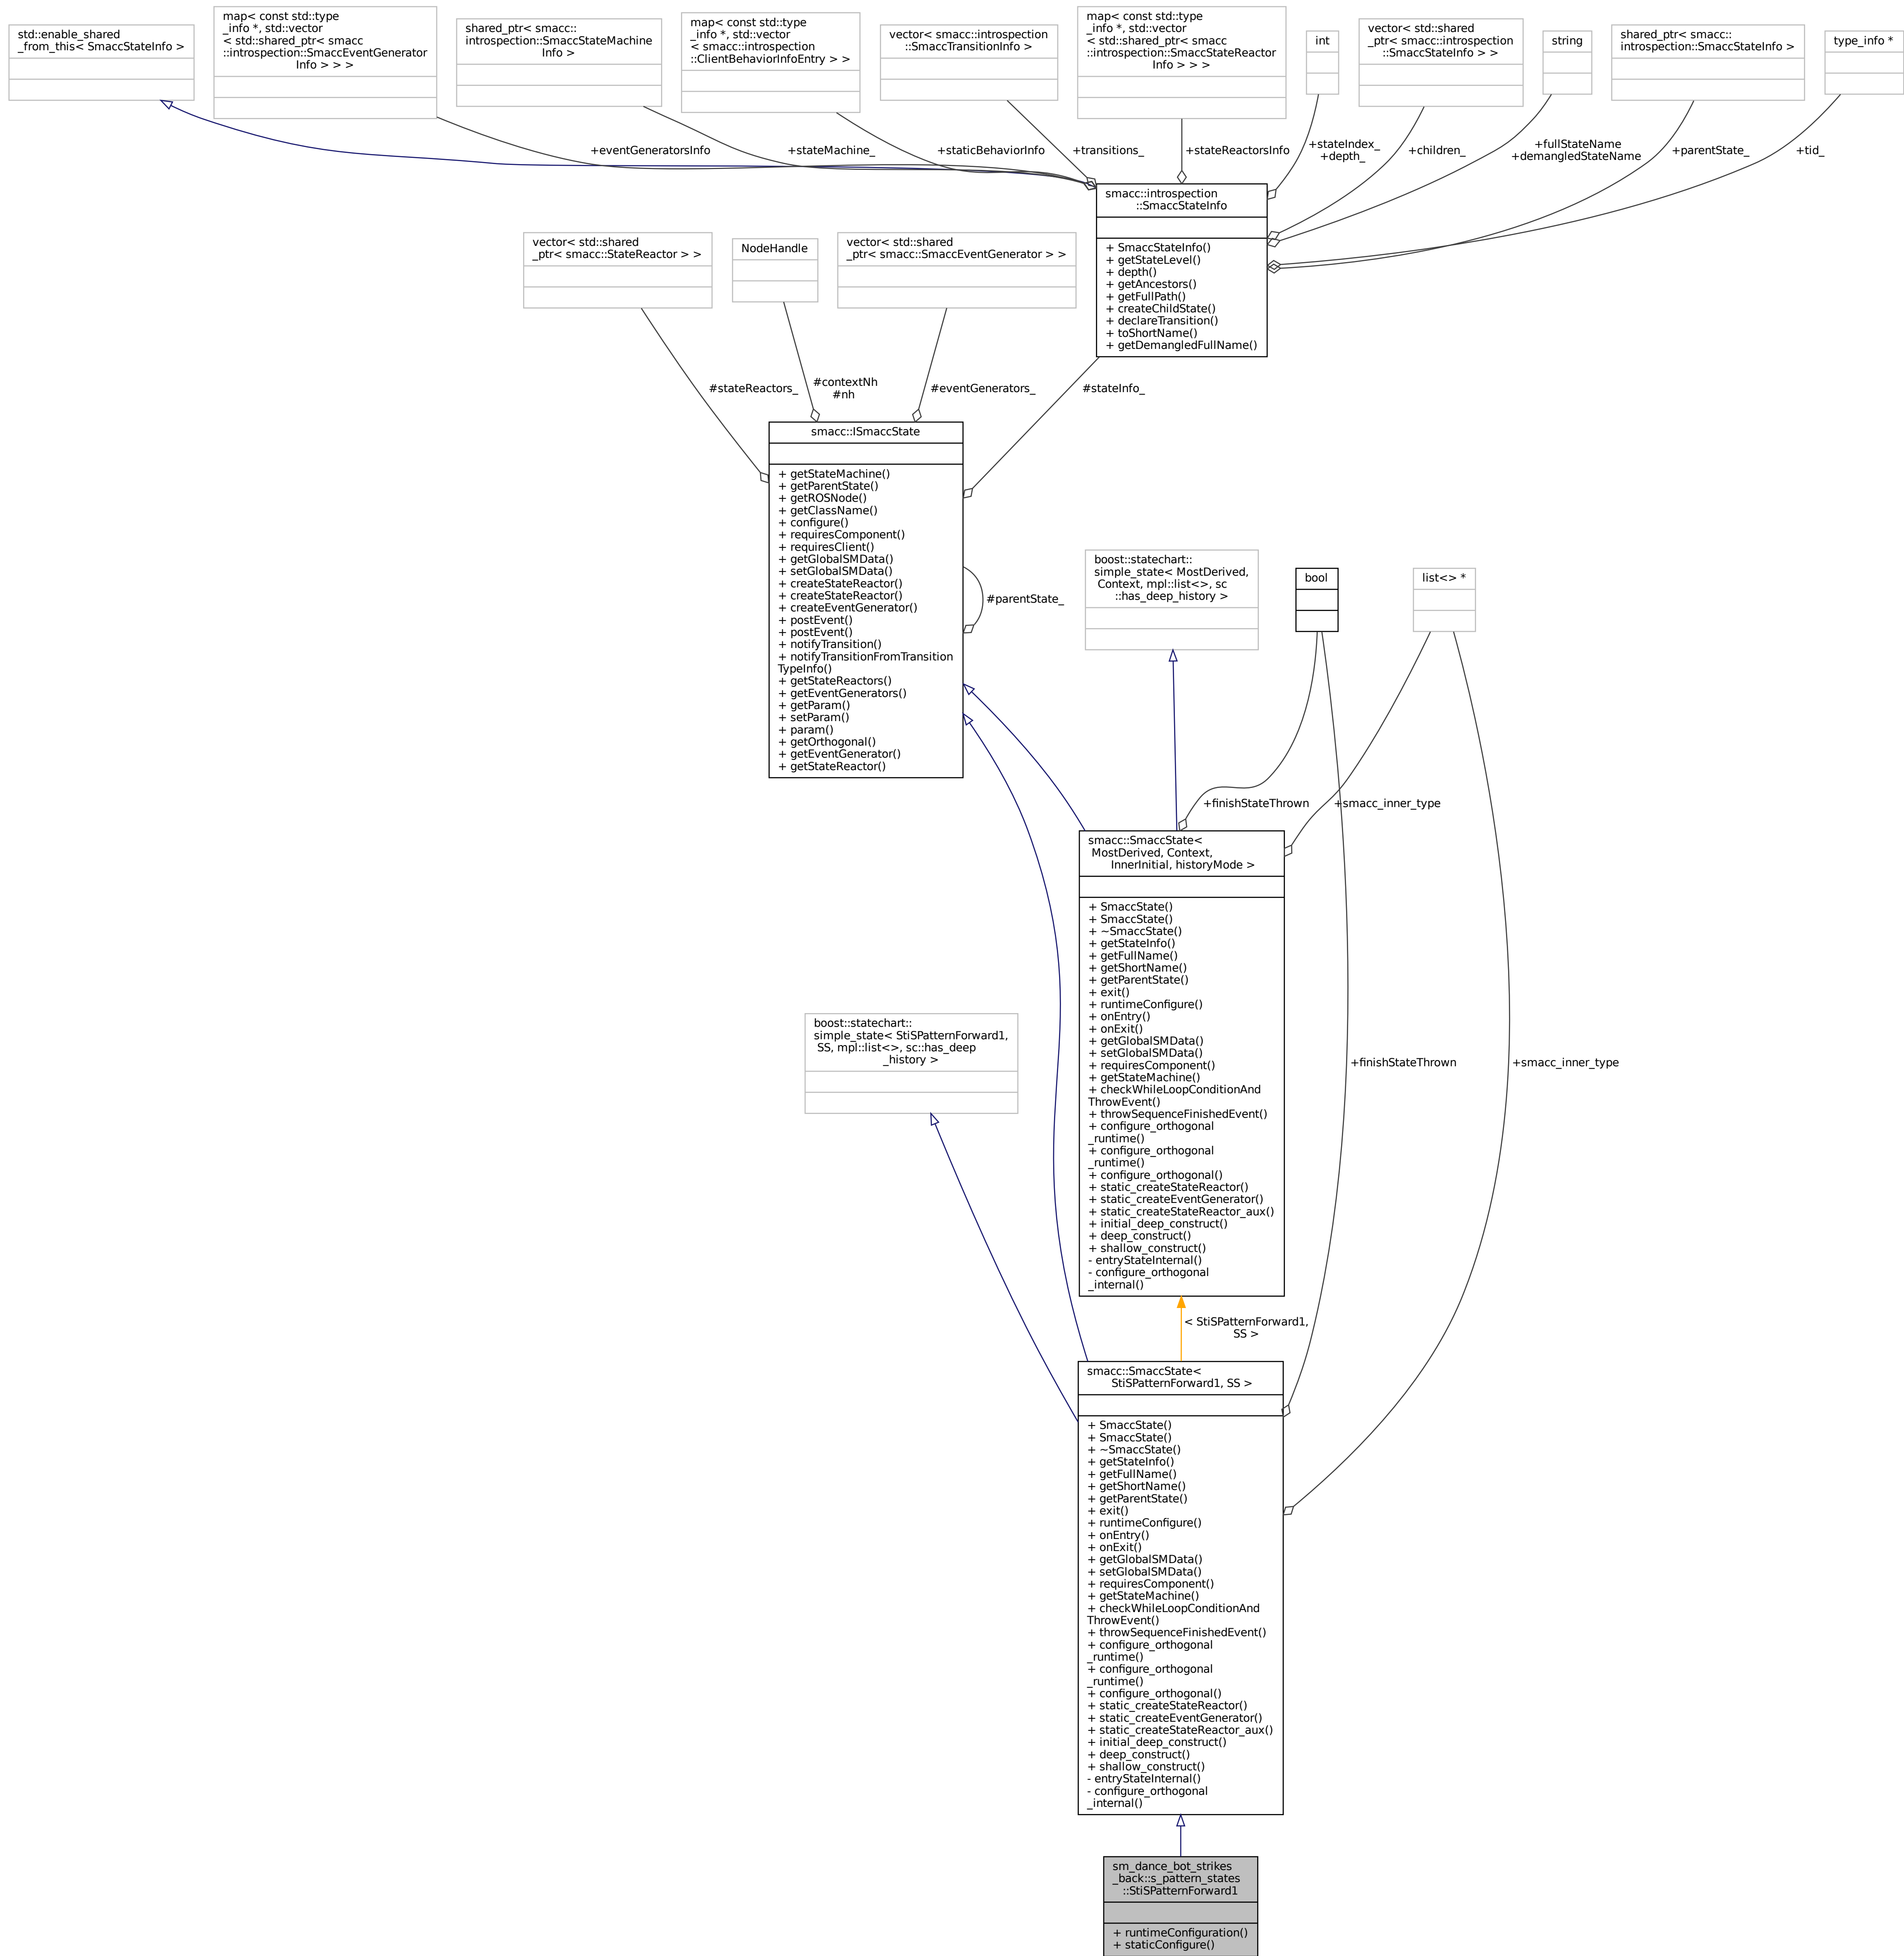 std::enable_shared
_from_this< SmaccStateInfo >
map< const std::type
_info *, std::vector
< std::shared_ptr< smacc
::introspection::SmaccEventGenerator
Info > > >
shared_ptr< smacc::
introspection::SmaccStateMachine
Info >
map< const std::type
_info *, std::vector
< smacc::introspection
::ClientBehaviorInfoEntry > >
vector< smacc::introspection
::SmaccTransitionInfo >
map< const std::type
_info *, std::vector
< std::shared_ptr< smacc
::introspection::SmaccStateReactor
Info > > >
int
vector< std::shared
_ptr< smacc::introspection
::SmaccStateInfo > >
string
shared_ptr< smacc::
introspection::SmaccStateInfo >
type_info *
+eventGeneratorsInfo
+stateMachine_
+staticBehaviorInfo
+transitions_
+stateReactorsInfo
+stateIndex_
+depth_
+children_
+fullStateName
+demangledStateName
+parentState_
+tid_
smacc::introspection
::SmaccStateInfo
+ SmaccStateInfo()
+ getStateLevel()
+ depth()
+ getAncestors()
+ getFullPath()
+ createChildState()
+ declareTransition()
+ toShortName()
+ getDemangledFullName()
vector< std::shared
_ptr< smacc::StateReactor > >
NodeHandle
vector< std::shared
_ptr< smacc::SmaccEventGenerator > >
#stateReactors_
#contextNh
#nh
#eventGenerators_
#stateInfo_
smacc::ISmaccState
+ getStateMachine()
+ getParentState()
+ getROSNode()
+ getClassName()
+ configure()
+ requiresComponent()
+ requiresClient()
+ getGlobalSMData()
+ setGlobalSMData()
+ createStateReactor()
+ createStateReactor()
+ createEventGenerator()
+ postEvent()
+ postEvent()
+ notifyTransition()
+ notifyTransitionFromTransition
TypeInfo()
+ getStateReactors()
+ getEventGenerators()
+ getParam()
+ setParam()
+ param()
+ getOrthogonal()
+ getEventGenerator()
+ getStateReactor()
#parentState_
boost::statechart::
simple_state< MostDerived,
Context, mpl::list<>, sc
::has_deep_history >
bool
list<> *
+finishStateThrown
+smacc_inner_type
smacc::SmaccState<
MostDerived, Context,
InnerInitial, historyMode >
+ SmaccState()
+ SmaccState()
+ ~SmaccState()
+ getStateInfo()
+ getFullName()
+ getShortName()
+ getParentState()
+ exit()
+ runtimeConfigure()
+ onEntry()
+ onExit()
+ getGlobalSMData()
+ setGlobalSMData()
+ requiresComponent()
+ getStateMachine()
+ checkWhileLoopConditionAnd
ThrowEvent()
+ throwSequenceFinishedEvent()
+ configure_orthogonal
_runtime()
+ configure_orthogonal
_runtime()
+ configure_orthogonal()
+ static_createStateReactor()
+ static_createEventGenerator()
+ static_createStateReactor_aux()
+ initial_deep_construct()
+ deep_construct()
+ shallow_construct()
- entryStateInternal()
- configure_orthogonal
_internal()
boost::statechart::
simple_state< StiSPatternForward1,
SS, mpl::list<>, sc::has_deep
_history >
+finishStateThrown
+smacc_inner_type
< StiSPatternForward1,
SS >
smacc::SmaccState<
StiSPatternForward1, SS >
+ SmaccState()
+ SmaccState()
+ ~SmaccState()
+ getStateInfo()
+ getFullName()
+ getShortName()
+ getParentState()
+ exit()
+ runtimeConfigure()
+ onEntry()
+ onExit()
+ getGlobalSMData()
+ setGlobalSMData()
+ requiresComponent()
+ getStateMachine()
+ checkWhileLoopConditionAnd
ThrowEvent()
+ throwSequenceFinishedEvent()
+ configure_orthogonal
_runtime()
+ configure_orthogonal
_runtime()
+ configure_orthogonal()
+ static_createStateReactor()
+ static_createEventGenerator()
+ static_createStateReactor_aux()
+ initial_deep_construct()
+ deep_construct()
+ shallow_construct()
- entryStateInternal()
- configure_orthogonal
_internal()
sm_dance_bot_strikes
_back::s_pattern_states
::StiSPatternForward1
+ runtimeConfiguration()
+ staticConfigure()